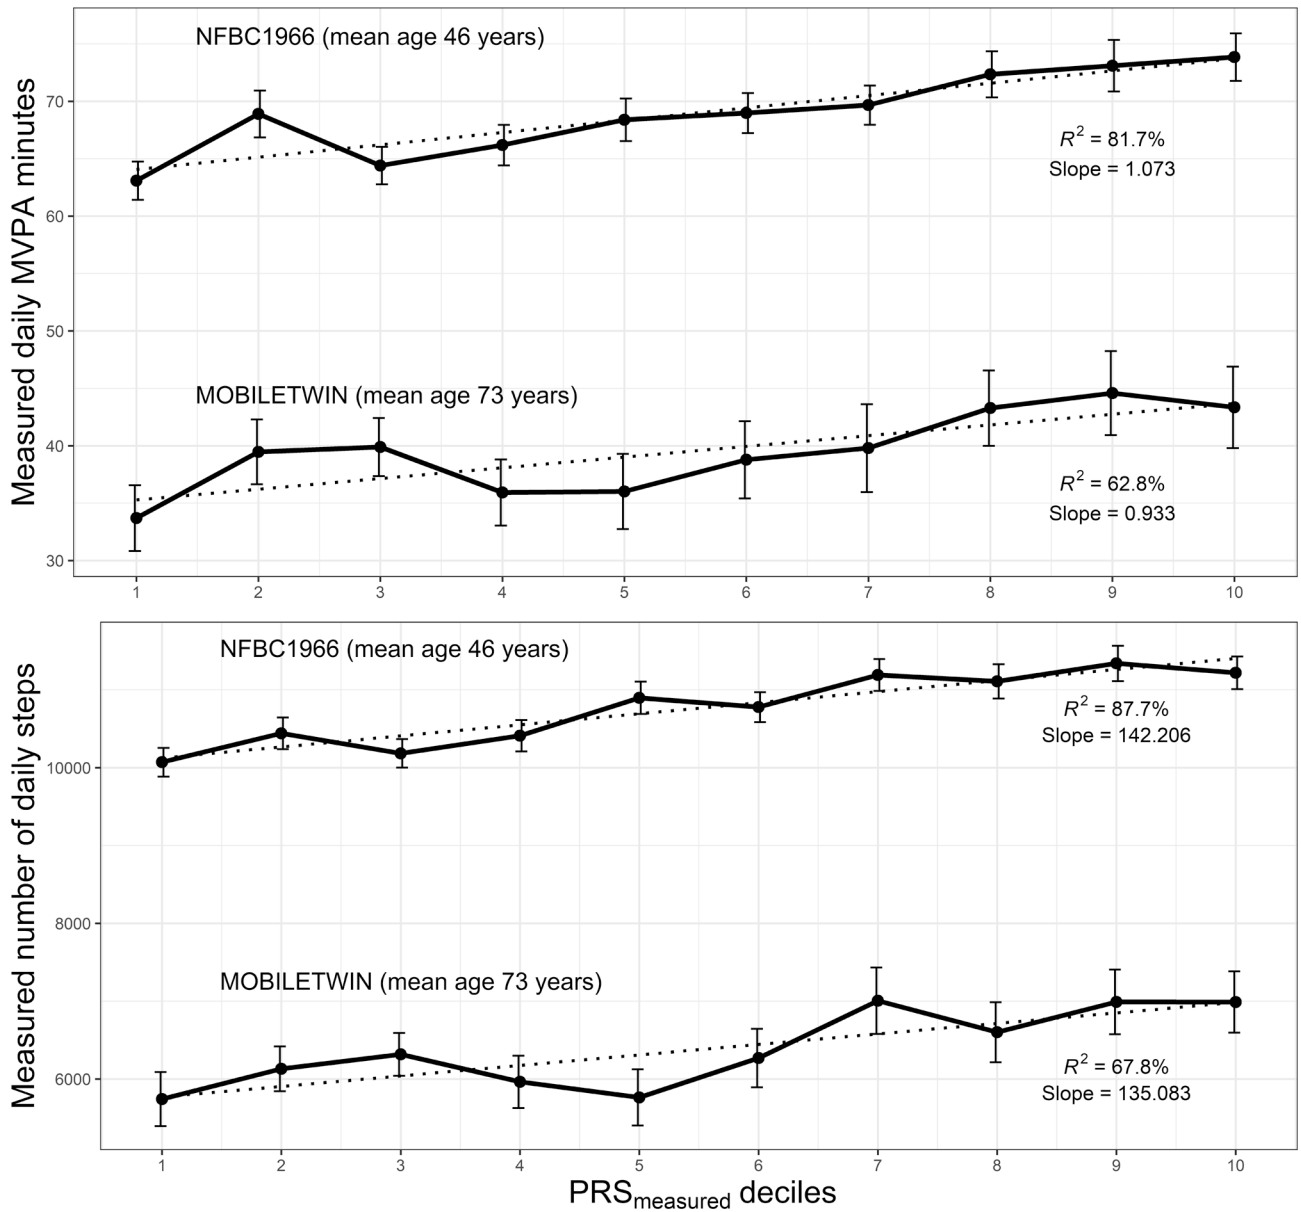 NFBC1966 (mean age 46 years)
R² = 81.7%
Slope = 1.073
MOBILETWIN (mean age 73 years)
R² = 62.8%
Slope = 0.933
Measured daily MVPA minutes
70
60
50
40
30
1 2 3 4 5 6 7 8 9 10
NFBC1966 (mean age 46 years)
R² = 87.7%
Slope = 142.206
MOBILETWIN (mean age 73 years)
R² = 67.8%
Slope = 135.083
Measured number of daily steps
10000
8000
6000
1 2 3 4 5 6 7 8 9 10
PRSmeasured deciles